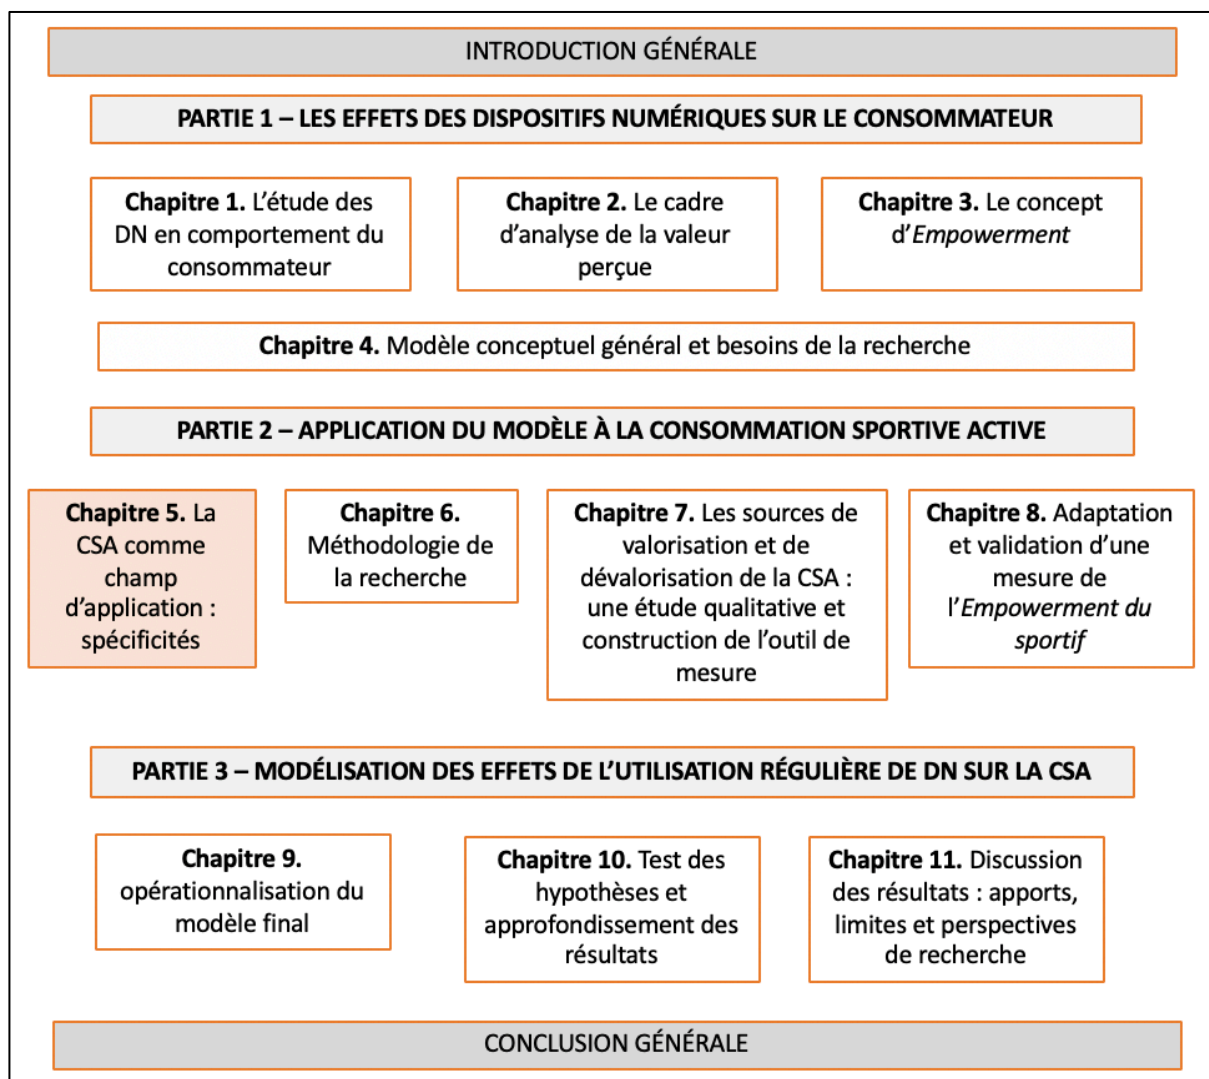 INTRODUCTION GÉNÉRALE
PARTIE 1 – LES EFFETS DES DISPOSITIFS NUMÉRIQUES SUR LE CONSOMMATEUR
Chapitre 1. L’étude des
DN en comportement du
consommateur
Chapitre 2. Le cadre
d’analyse de la valeur
perçue
Chapitre 3. Le concept
d’Empowerment
Chapitre 4. Modèle conceptuel général et besoins de la recherche
PARTIE 2 – APPLICATION DU MODÈLE À LA CONSOMMATION SPORTIVE ACTIVE
Chapitre 5. La
CSA comme
champ
d’application :
spécificités
Chapitre 6.
Méthodologie de
la recherche
Chapitre 7. Les sources de
valorisation et de
dévalorisation de la CSA :
une étude qualitative et
construction de l’outil de
mesure
Chapitre 8. Adaptation
et validation d’une
mesure de
l’Empowerment du
sportif
PARTIE 3 – MODÉLISATION DES EFFETS DE L’UTILISATION RÉGULIÈRE DE DN SUR LA CSA
Chapitre 9.
opérationnalisation du
modèle final
Chapitre 10. Test des
hypothèses et
approfondissement des
résultats
Chapitre 11. Discussion
des résultats : apports,
limites et perspectives
de recherche
CONCLUSION GÉNÉRALE